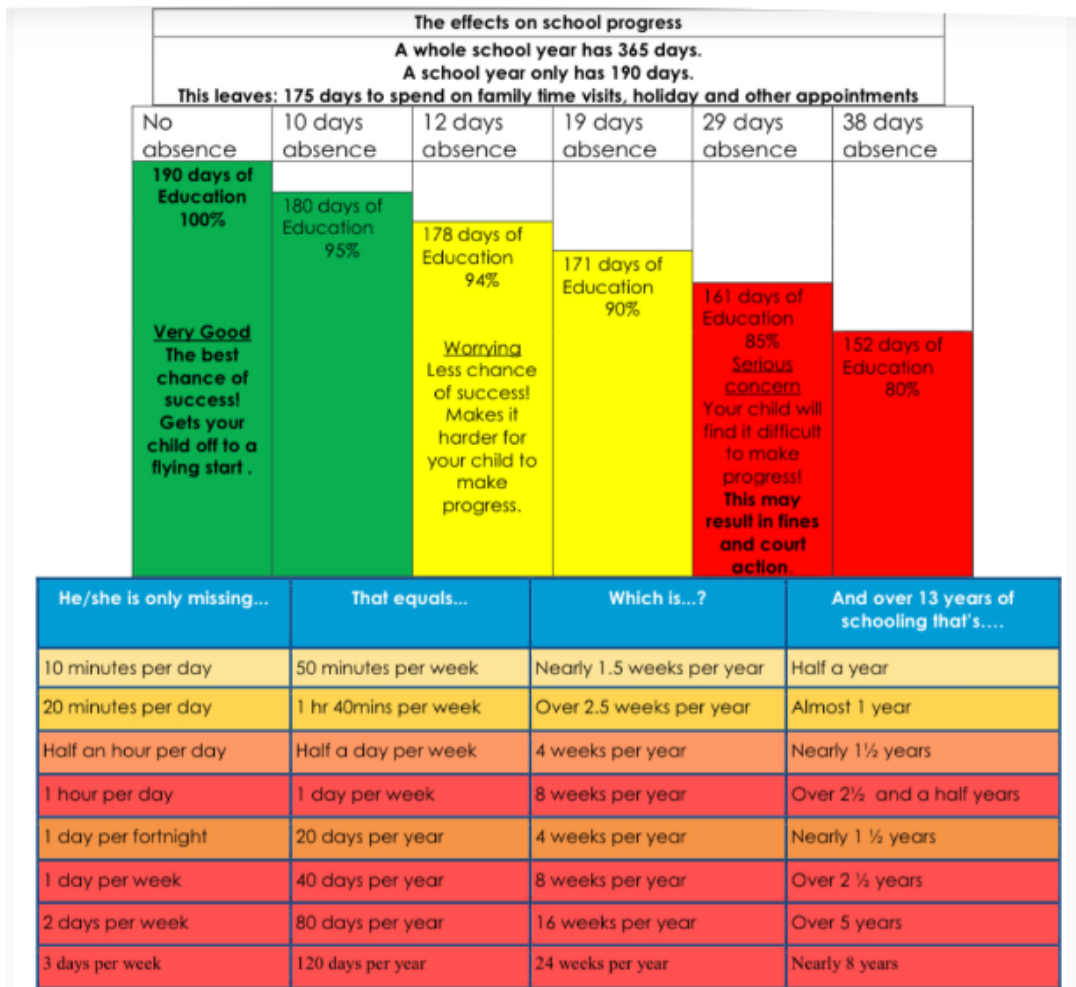 The effects on school progress
A whole school year has 365 days.
A school year only has 190 days.
This leaves: 175 days to spend on family time visits, holiday and other appointments
No
absence
10 days
absence
12 days
absence
19 days
absence
29 days
absence
38 days
absence
190 days of
Education
100%
Very Good
The best
chance of
success!
Gets your
child off to a
flying start .
180 days of
Education
95%
178 days of
Education
94%
Worrying
Less chance
of success!
Makes it
harder for
your child to
make
progress.
171 days of
Education
90%
161 days of
Education
85%
Serious
concern
Your child will
find it difficult
to make
progress!
This may
result in fines
and court
action.
152 days of
Education
80%
He/she is only missing... That equals... Which is...? And over 13 years of
schooling that's....
10 minutes per day 50 minutes per week Nearly 1.5 weeks per year Half a year
20 minutes per day 1 hr 40mins per week Over 2.5 weeks per year Almost 1 year
Half an hour per day Half a day per week 4 weeks per year Nearly 1½ years
1 hour per day 1 day per week 8 weeks per year Over 2½ and a half years
1 day per fortnight 20 days per year 4 weeks per year Nearly 1 ½ years
1 day per week 40 days per year 8 weeks per year Over 2 ½ years
2 days per week 80 days per year 16 weeks per year Over 5 years
3 days per week 120 days per year 24 weeks per year Nearly 8 years